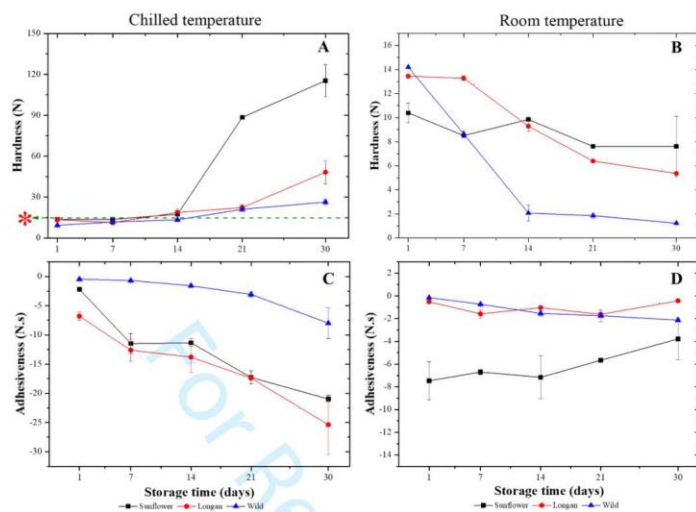 Chilled temperature
Room temperature
A
150
120
90
60
30
0
Hardness (N)
1 7 14 21 30
*
B
16
14
12
10
8
6
4
2
0
Hardness (N)
1 7 14 21 30
C
0
-5
-10
-15
-20
-25
-30
Adhesiveness (N.s)
1 7 14 21 30
Storage time (days)
Sunflower Longan Wild
D
2
0
-2
-4
-6
-8
-10
-12
-14
Adhesiveness (N.s)
1 7 14 21 30
Storage time (days)
Sunflower Longan Wild
For Re